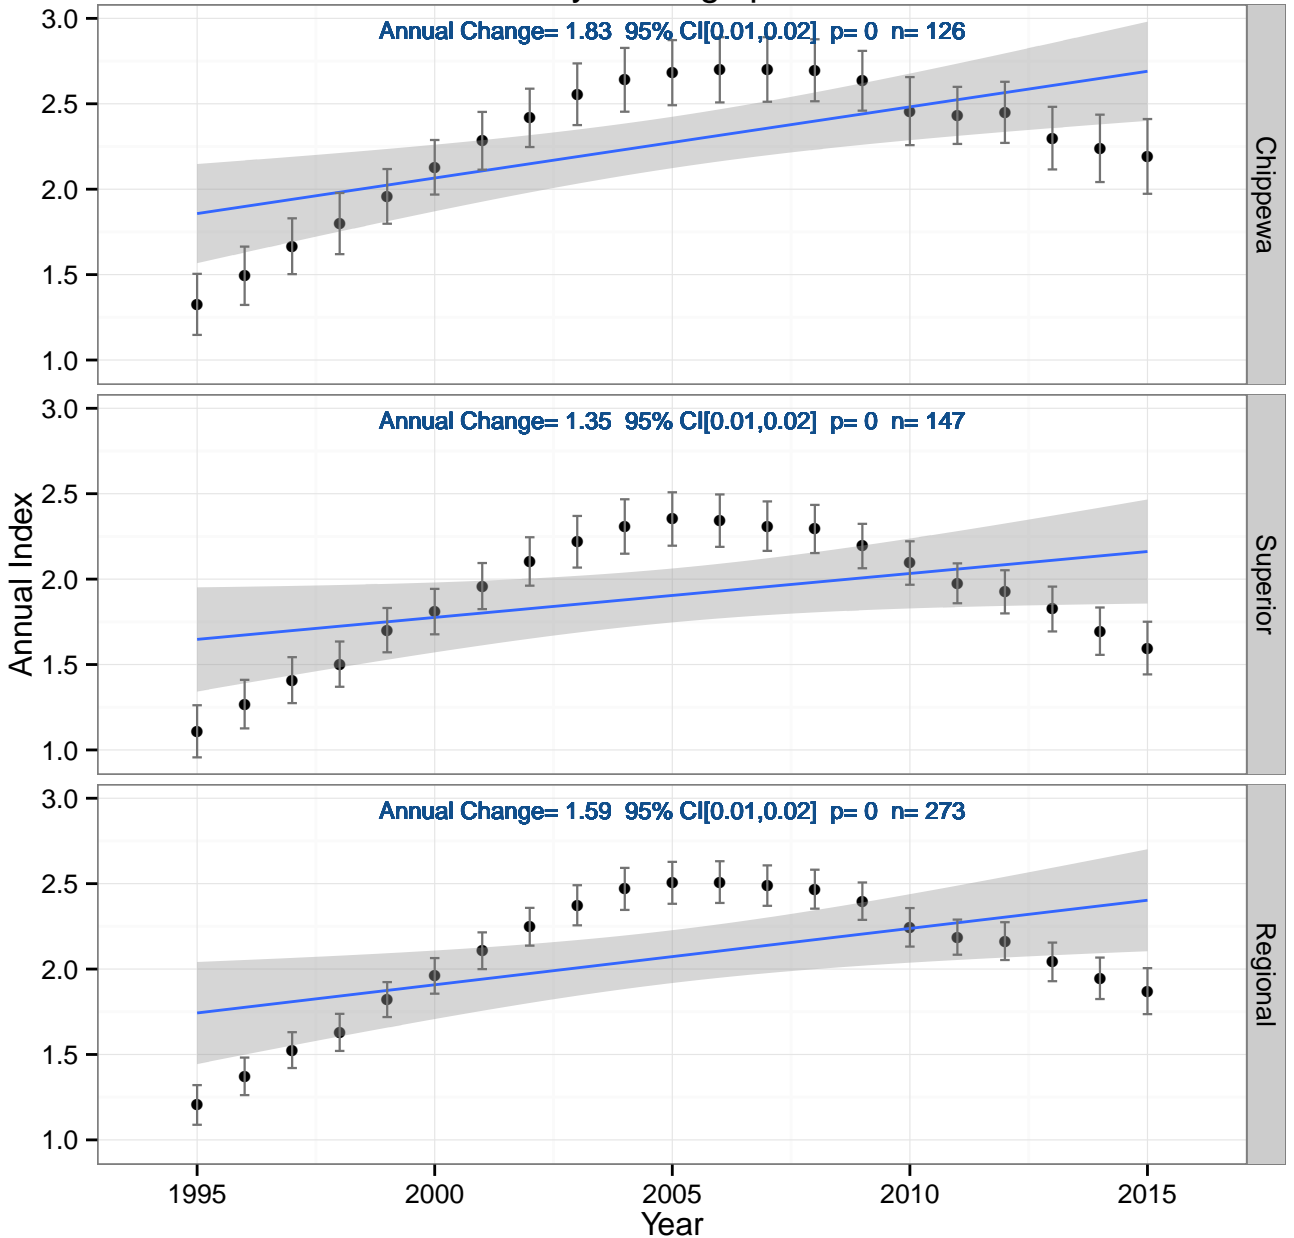 3.0
Annual Change= 1.83 95% CI[0.01,0.02] p= 0 n= 126
2.5
2.0
1.5
1.0
Chippewa
3.0
Annual Change= 1.35 95% CI[0.01,0.02] p= 0 n= 147
2.5
2.0
1.5
1.0
Superior
Annual Index
3.0
Annual Change= 1.59 95% CI[0.01,0.02] p= 0 n= 273
2.5
2.0
1.5
1.0
Regional
1995 2000 2005 2010 2015
Year